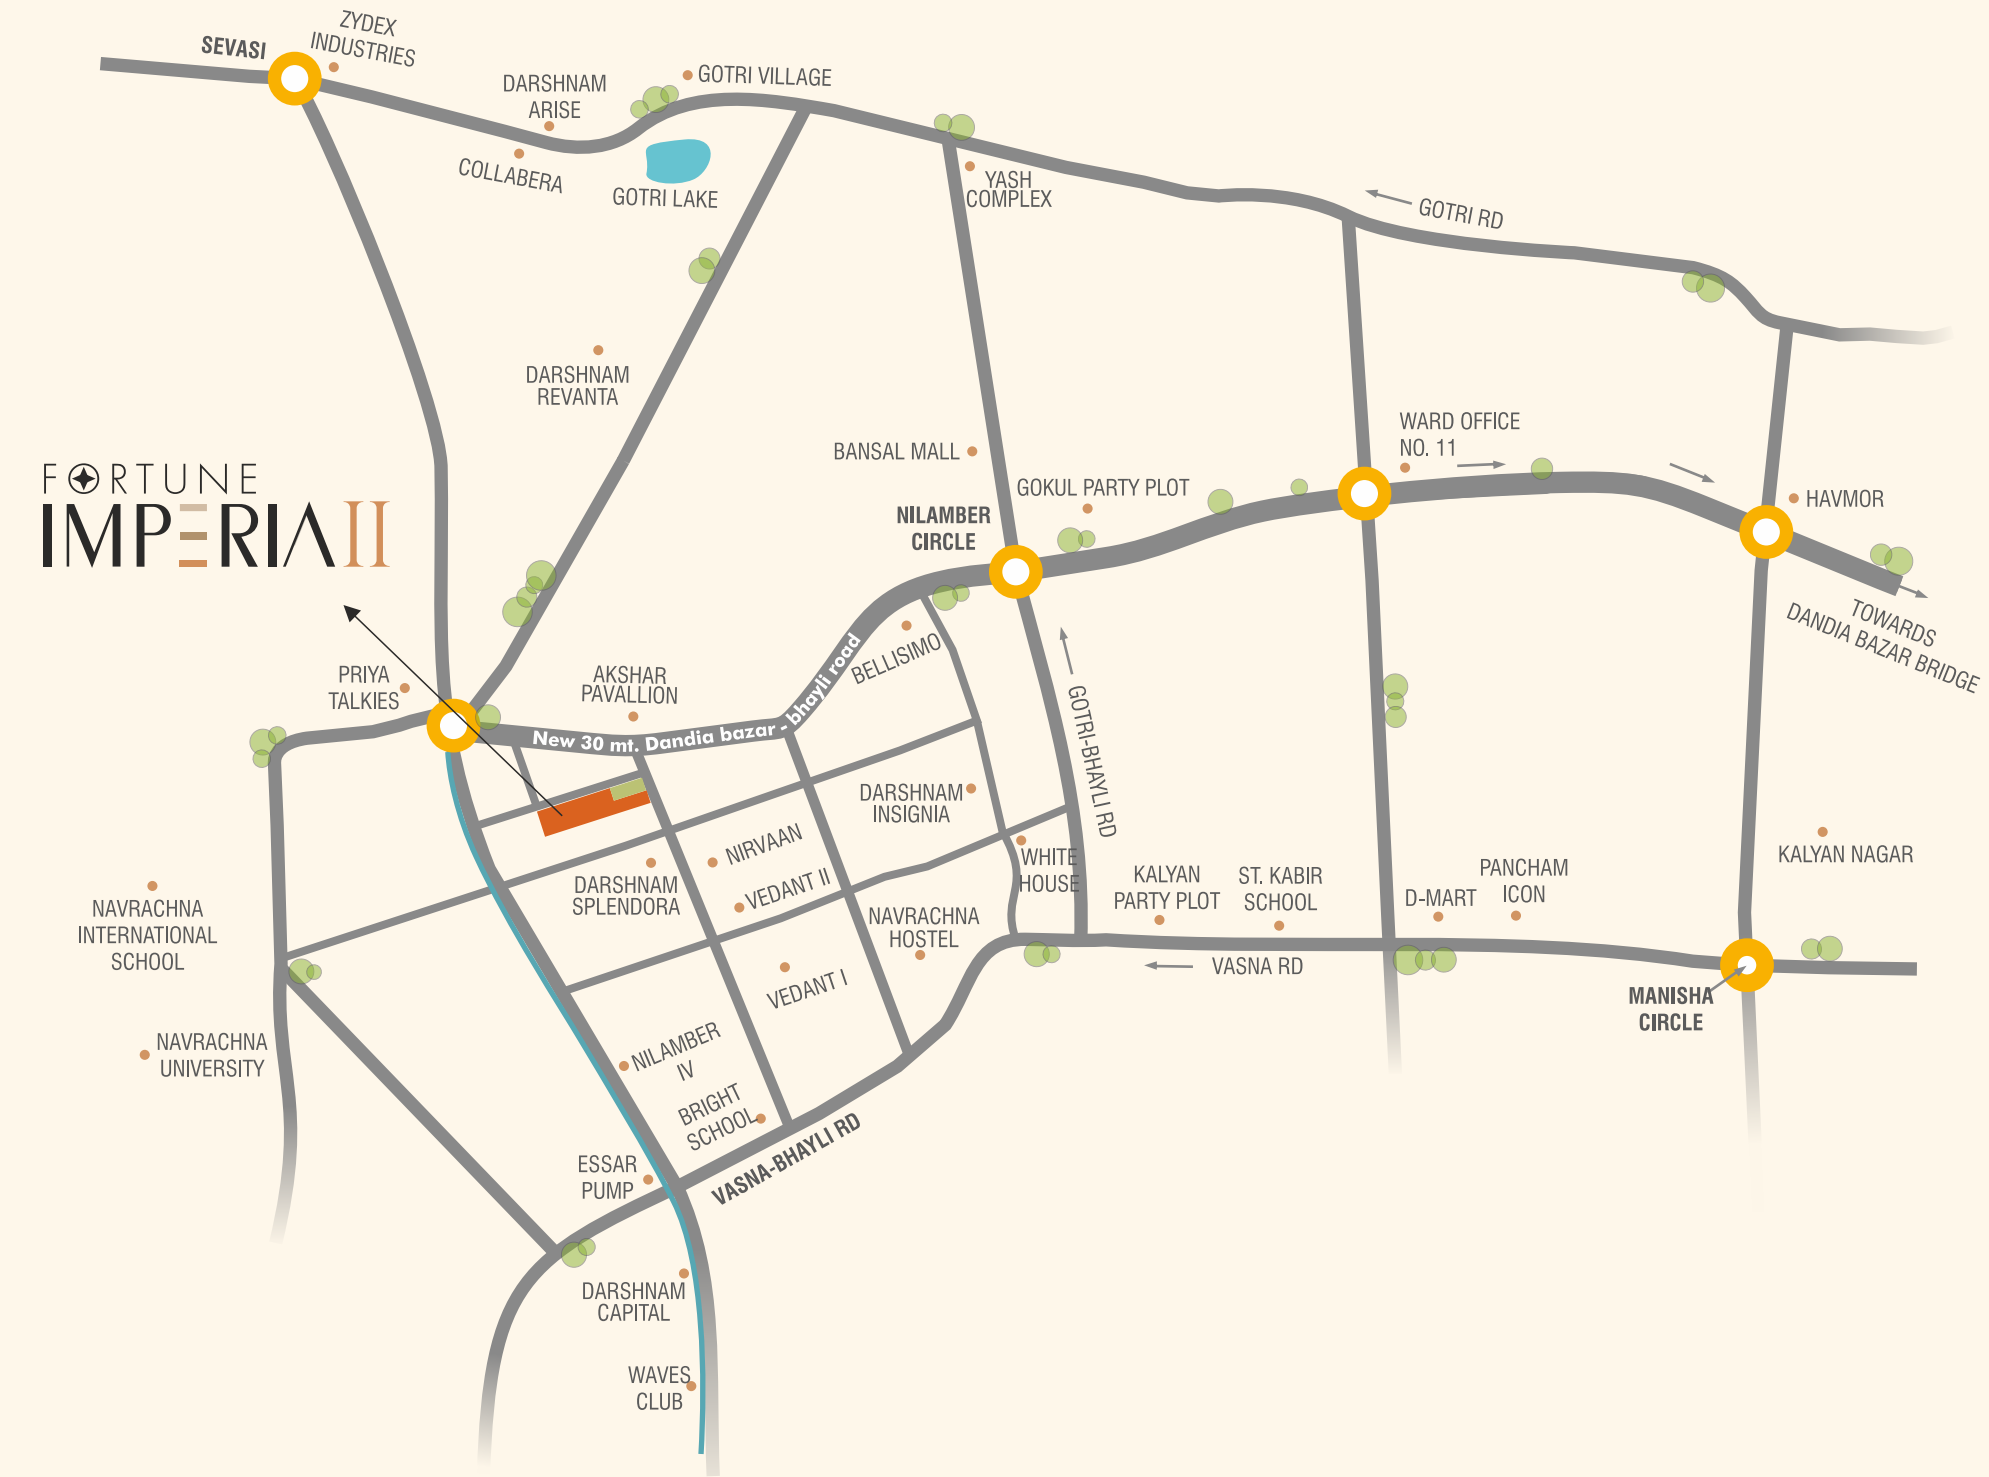 SEVASI
ZYDEX
INDUSTRIES
DARSHNAM
ARISE
COLLABERA
GOTRI VILLAGE
GOTRI LAKE
YASH
COMPLEX
GOTRI RD
DARSHNAM
REVANTA
FORTUNE
IMPERIA II
BANSAL MALL
GOKUL PARTY PLOT
NILAMBER
CIRCLE
WARD OFFICE
NO. 11
HAVMOR
TOWARDS
DANDIA BAZAR BRIDGE
PRIYA
TALKIES
AKSHAR
PAVALLION
New 30 mt. Dandia bazar - bhayli road
BELLISIMO
GOTRI-BHAYLI RD
DARSHNAM
INSIGNIA
WHITE
HOUSE
NIRVAAN
VEDANT II
DARSHNAM
SPLENDORA
NAVRACHNA
HOSTEL
VEDANT I
KALYAN
PARTY PLOT
ST. KABIR
SCHOOL
D-MART
PANCHAM
ICON
KALYAN NAGAR
VASNA RD
MANISHA
CIRCLE
NAVRACHNA
INTERNATIONAL
SCHOOL
NAVRACHNA
UNIVERSITY
NILAMBER
IV
BRIGHT
SCHOOL
VASNA-BHAYLI RD
ESSAR
PUMP
DARSHNAM
CAPITAL
WAVES
CLUB